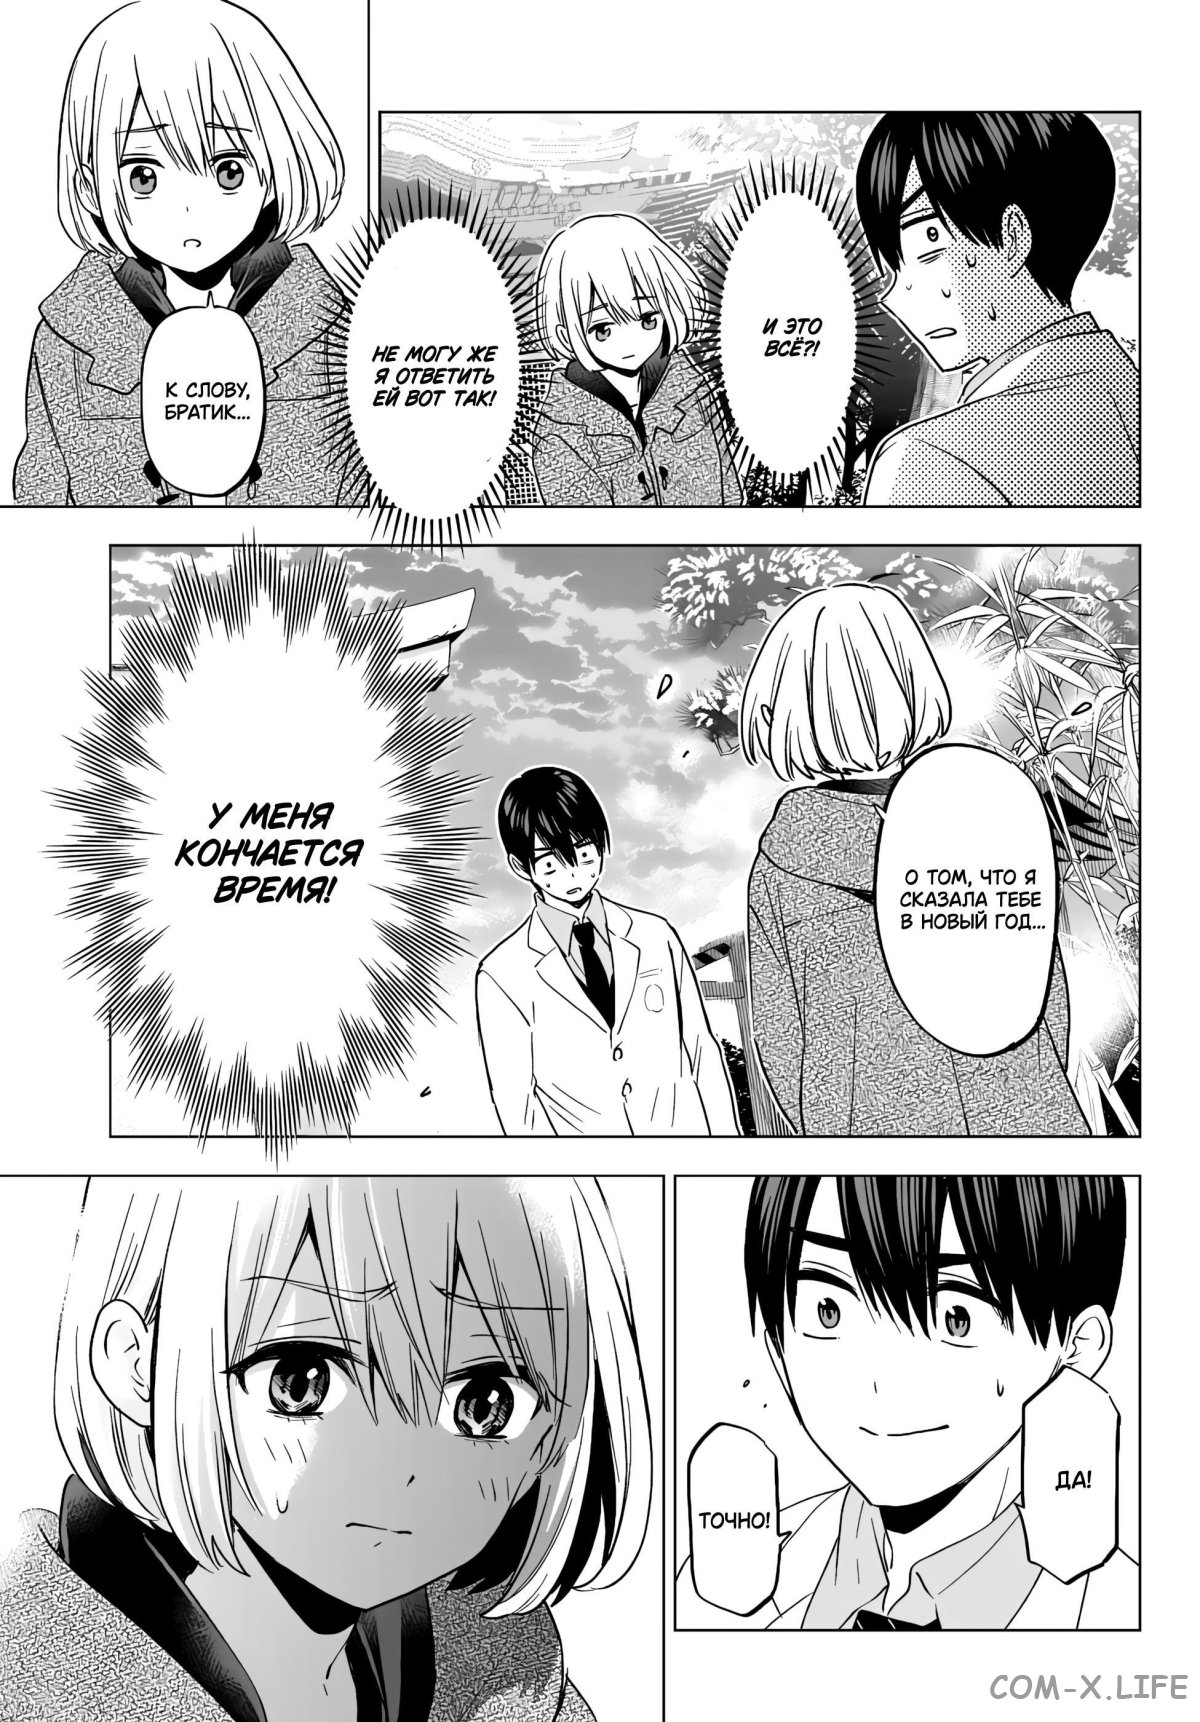 И ЭТО
ВСЁ?!
НЕ МОГУ ЖЕ
Я ОТВЕТИТЬ
ЕЙ ВОТ ТАК!
К СЛОВУ,
БРАТИК...
О ТОМ, ЧТО Я
СКАЗАЛА ТЕБЕ
В НОВЫЙ ГОД...
У МЕНЯ
КОНЧАЕТСЯ
ВРЕМЯ!
ДА!
ТОЧНО!
COM-X.LIFE